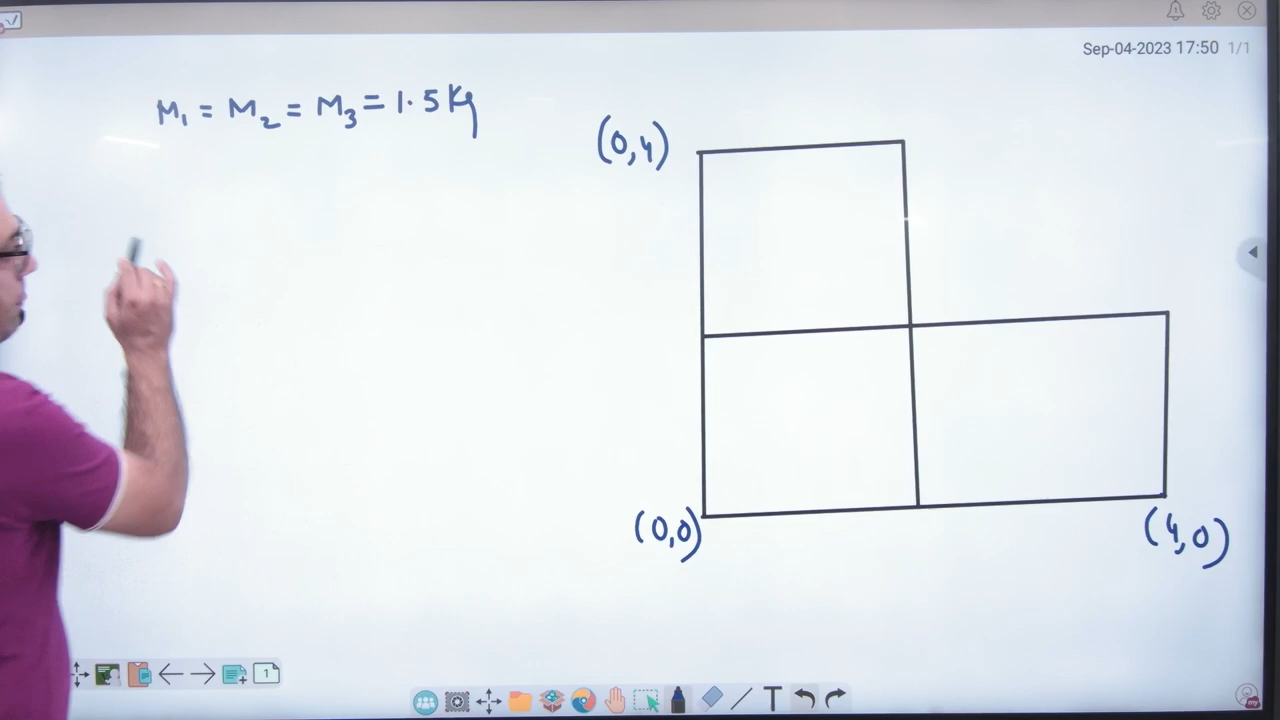 Sep-04-2023 17:50 1/1
M₁ = M₂ = M₃ = 1.5 Kg
(0,4)
(0,0)
(4,0)
1
T